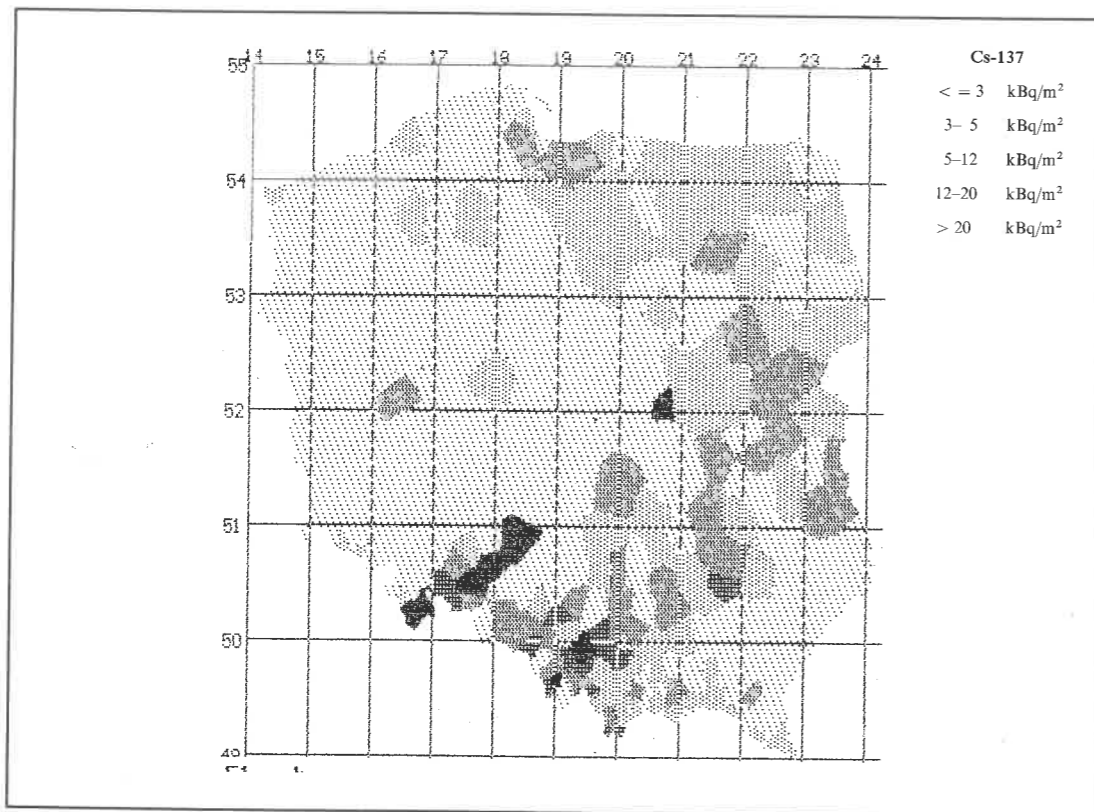 14 15 16 17 18 19 20 21 22 23 24
55
54
53
52
51
50
49
Cs-137
< = 3 kBq/m²
3– 5 kBq/m²
5–12 kBq/m²
12–20 kBq/m²
> 20 kBq/m²